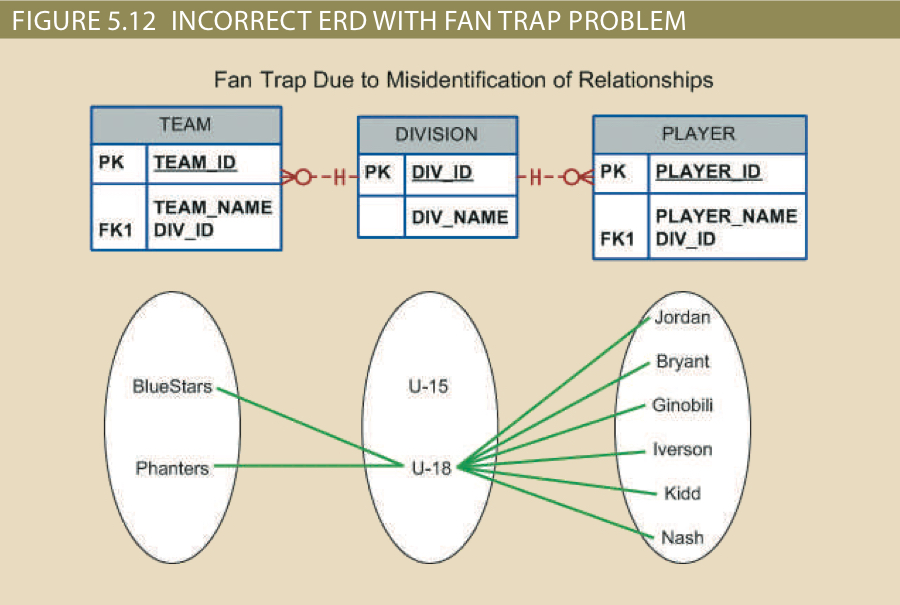 FIGURE 5.12 INCORRECT ERD WITH FAN TRAP PROBLEM
Fan Trap Due to Misidentification of Relationships
TEAM
PK TEAM_ID
TEAM_NAME
FK1 DIV_ID
DIVISION
PK DIV_ID
DIV_NAME
PLAYER
PK PLAYER_ID
PLAYER_NAME
FK1 DIV_ID
BlueStars
Phanters
U-15
U-18
Jordan
Bryant
Ginobili
Iverson
Kidd
Nash